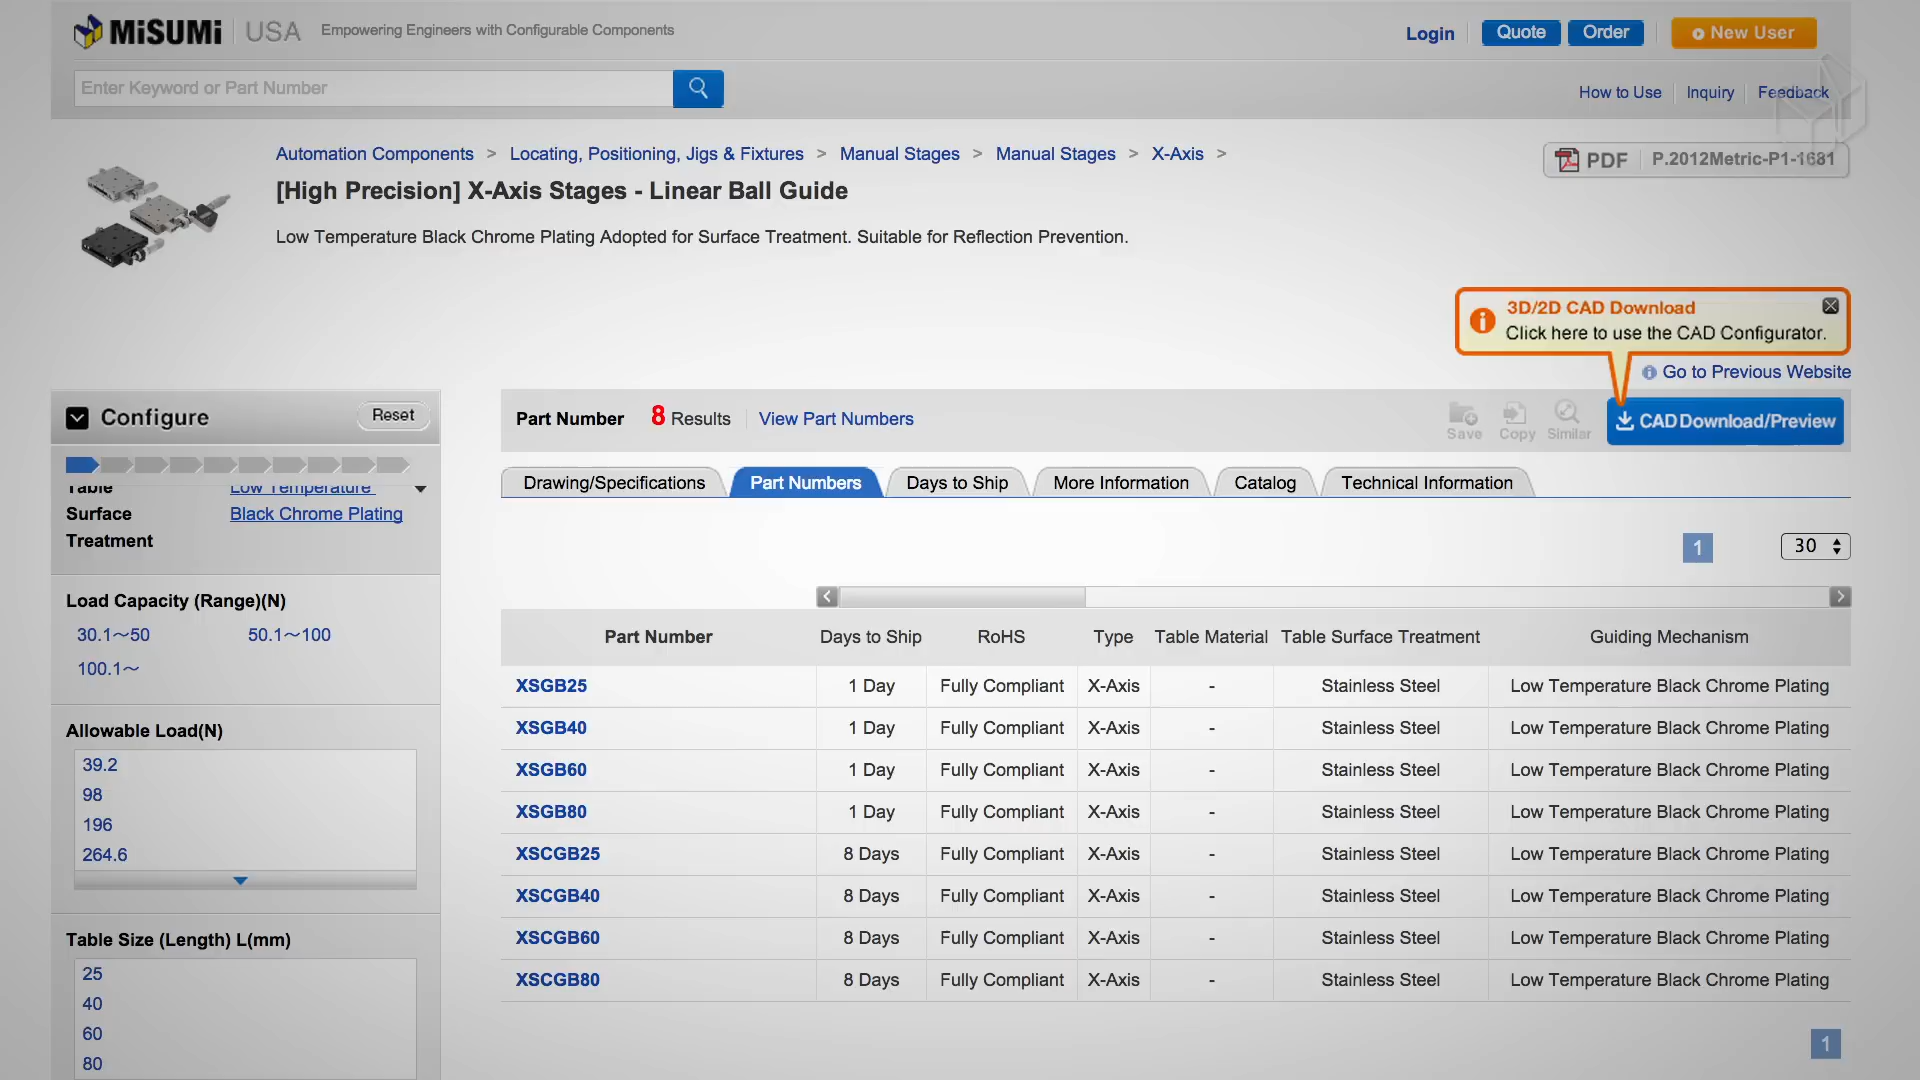 MiSUMi USA Empowering Engineers with Configurable Components
Login Quote Order New User
Enter Keyword or Part Number
How to Use Inquiry Feedback
Automation Components > Locating, Positioning, Jigs & Fixtures > Manual Stages > Manual Stages > X-Axis >
PDF P.2012Metric-P1-1681
[High Precision] X-Axis Stages - Linear Ball Guide
Low Temperature Black Chrome Plating Adopted for Surface Treatment. Suitable for Reflection Prevention.
3D/2D CAD Download
Click here to use the CAD Configurator.
Go to Previous Website
Configure Reset
Table Low Temperature
Surface Black Chrome Plating
Treatment
Load Capacity (Range)(N)
30.1～50 50.1～100
100.1～
Allowable Load(N)
39.2
98
196
264.6
Table Size (Length) L(mm)
25
40
60
80
Part Number 8 Results View Part Numbers
Save Copy Similar CAD Download/Preview
Drawing/Specifications Part Numbers Days to Ship More Information Catalog Technical Information
1 30
Part Number Days to Ship RoHS Type Table Material Table Surface Treatment Guiding Mechanism
XSGB25 1 Day Fully Compliant X-Axis - Stainless Steel Low Temperature Black Chrome Plating
XSGB40 1 Day Fully Compliant X-Axis - Stainless Steel Low Temperature Black Chrome Plating
XSGB60 1 Day Fully Compliant X-Axis - Stainless Steel Low Temperature Black Chrome Plating
XSGB80 1 Day Fully Compliant X-Axis - Stainless Steel Low Temperature Black Chrome Plating
XSCGB25 8 Days Fully Compliant X-Axis - Stainless Steel Low Temperature Black Chrome Plating
XSCGB40 8 Days Fully Compliant X-Axis - Stainless Steel Low Temperature Black Chrome Plating
XSCGB60 8 Days Fully Compliant X-Axis - Stainless Steel Low Temperature Black Chrome Plating
XSCGB80 8 Days Fully Compliant X-Axis - Stainless Steel Low Temperature Black Chrome Plating
1